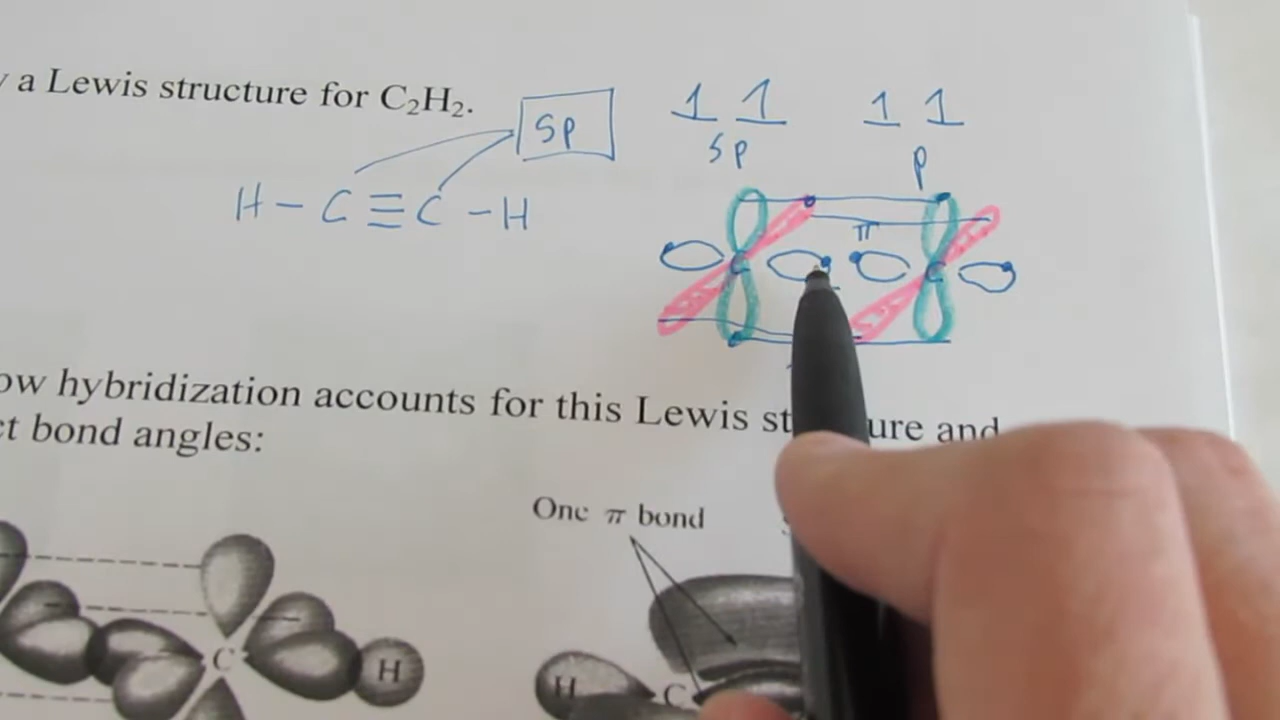 a Lewis structure for C₂H₂.
sp
1 1 1 1
sp p
H - C ≡ C - H
π
C C
ow hybridization accounts for this Lewis st ure and
ct bond angles:
One π bond
C H
H C